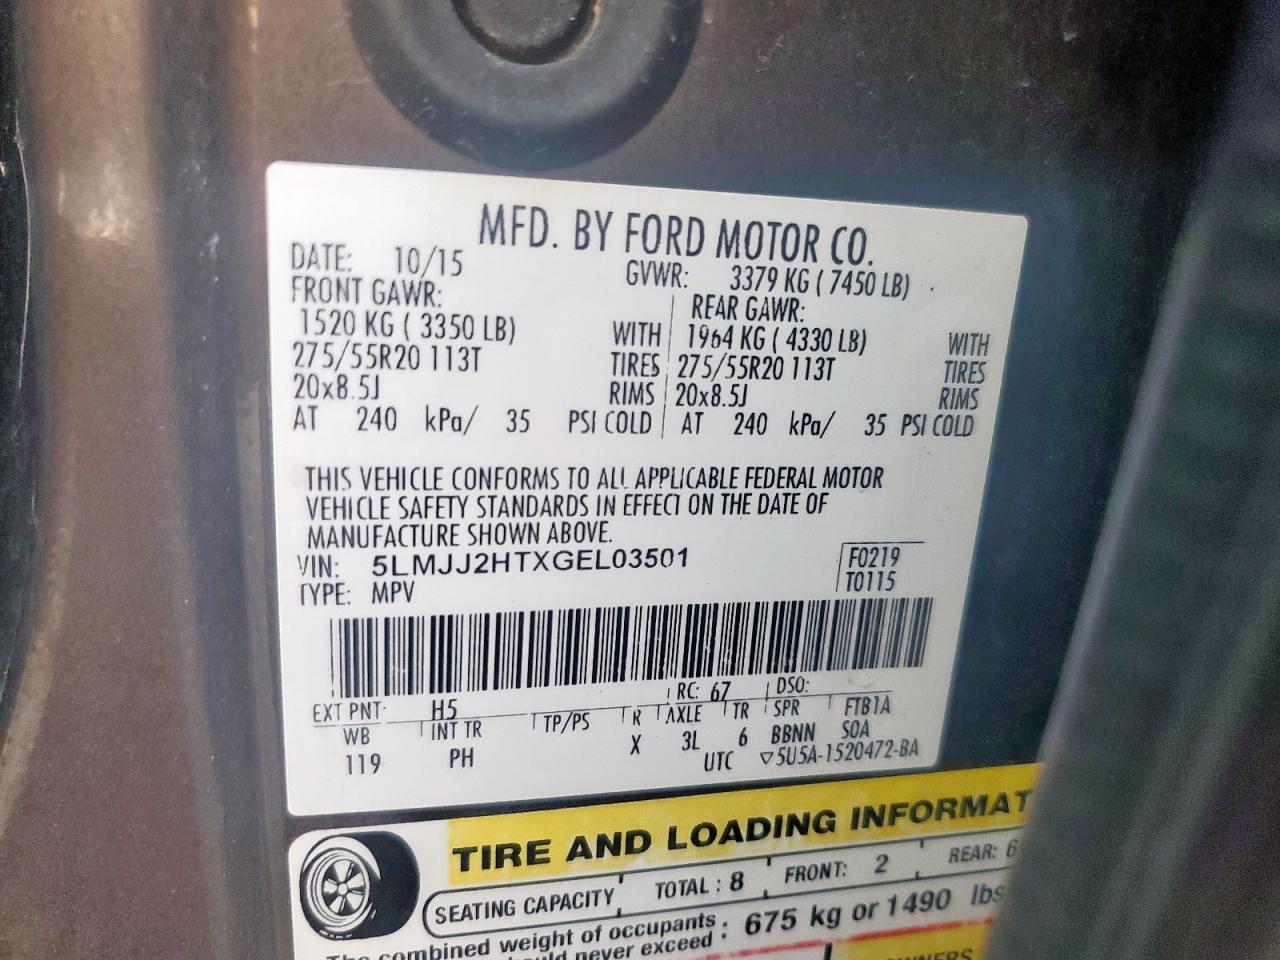 MFD. BY FORD MOTOR CO.
DATE: 10/15 GVWR: 3379 KG ( 7450 LB)
FRONT GAWR: REAR GAWR:
1520 KG ( 3350 LB) WITH 1964 KG ( 4330 LB) WITH
275/55R20 113T TIRES 275/55R20 113T TIRES
20x8.5J RIMS 20x8.5J RIMS
AT 240 kPa/ 35 PSI COLD AT 240 kPa/ 35 PSI COLD
THIS VEHICLE CONFORMS TO ALL APPLICABLE FEDERAL MOTOR
VEHICLE SAFETY STANDARDS IN EFFECT ON THE DATE OF
MANUFACTURE SHOWN ABOVE.
VIN: 5LMJJ2HTXGEL03501 F0219
TYPE: MPV T0115
EXT PNT: H5 RC: 67 DSO:
WB INT TR TP/PS R AXLE TR SPR FTB1A
119 PH X 3L 6 BBNN SOA
UTC ▽5U5A-1520472-BA
TIRE AND LOADING INFORMAT
SEATING CAPACITY TOTAL : 8 FRONT: 2 REAR: 6
The combined weight of occupants : 675 kg or 1490 lbs
never exceed :